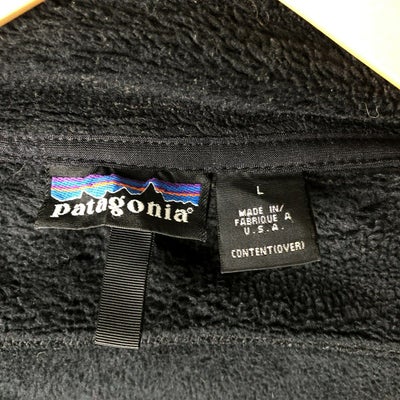 patagonia®
L
MADE IN/
FABRIQUE A
U.S.A.
CONTENT(OVER)